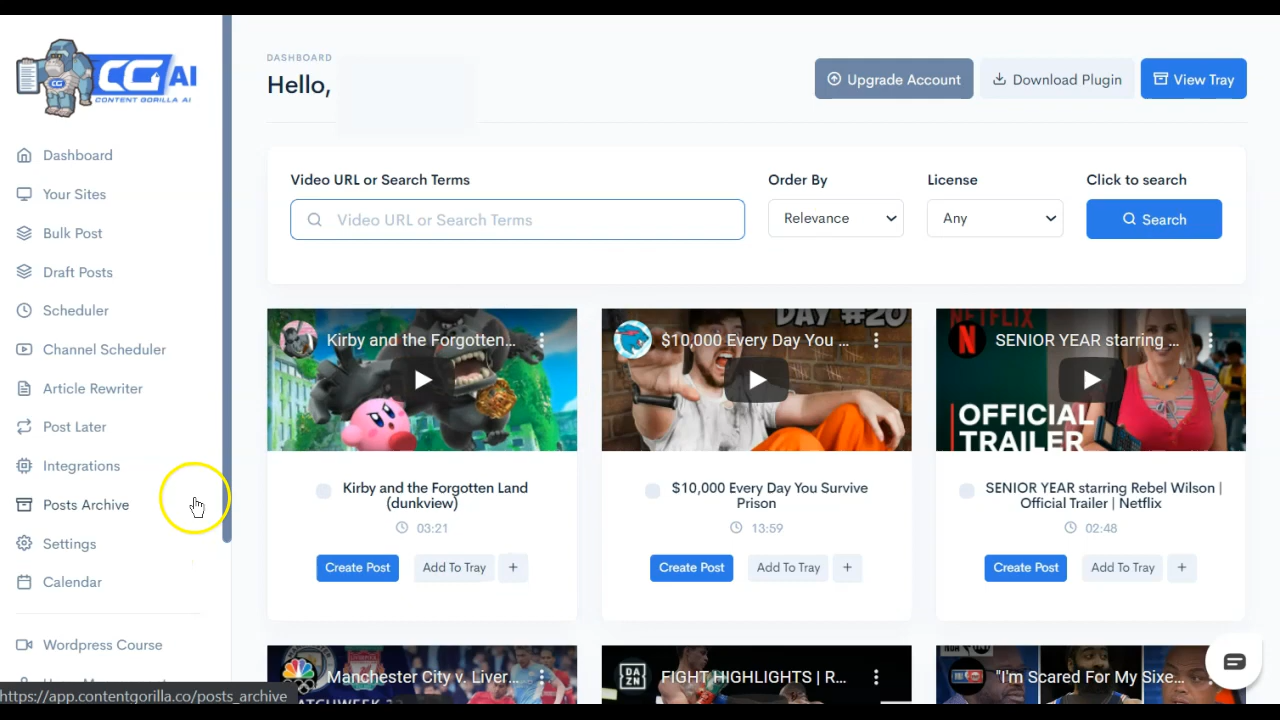 CG AI
CONTENT GORILLA AI
CG
Dashboard
Your Sites
Bulk Post
Draft Posts
Scheduler
Channel Scheduler
Article Rewriter
Post Later
Integrations
Posts Archive
Settings
Calendar
Wordpress Course
https://app.contentgorilla.co/posts_archive
DASHBOARD
Hello,
Upgrade Account
Download Plugin
View Tray
Video URL or Search Terms
Video URL or Search Terms
Order By
Relevance
License
Any
Click to search
Search
Kirby and the Forgotten...
Kirby and the Forgotten Land
(dunkview)
03:21
Create Post
Add To Tray
+
DAY #20
$10,000 Every Day You ...
$10,000 Every Day You Survive
Prison
13:59
Create Post
Add To Tray
+
NETFLIX
N
SENIOR YEAR starring ...
OFFICIAL
TRAILER
SENIOR YEAR starring Rebel Wilson |
Official Trailer | Netflix
02:48
Create Post
Add To Tray
+
Manchester City v. Liver...
DAZN
FIGHT HIGHLIGHTS | R...
"I'm Scared For My Sixe...